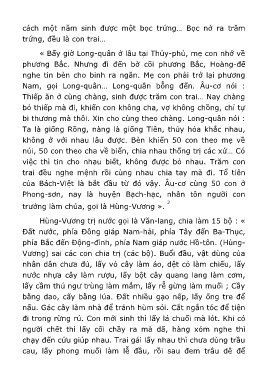 cách một năm sinh được một bọc trứng… Bọc nở ra trăm
trứng, đều là con trai…
« Bấy giờ Long-quân ở lâu tại Thủy-phủ, mẹ con nhớ về
phương Bắc. Nhưng đi đến bờ cõi phương Bắc, Hoàng-đế
nghe tin bèn cho binh ra ngăn. Mẹ con phải trở lại phương
Nam, gọi Long-quân… Long-quân bỗng đến. Âu-cơ nói :
Thiếp ăn ở cùng chàng, sinh được trăm con trai… Nay chàng
bỏ thiếp mà đi, khiến con không cha, vợ không chồng, chỉ tự
bi thương mà thôi. Xin cho cùng theo chàng. Long-quân nói :
Ta là giống Rồng, nàng là giống Tiên, thủy hỏa khắc nhau,
không ở với nhau lâu được. Bèn khiến 50 con theo mẹ về
núi, 50 con theo cha về biển, chia nhau thống trị các xứ… Có
việc thì tin cho nhau biết, không được bỏ nhau. Trăm con
trai đều nghe mệnh rồi cùng nhau chia tay mà đi. Tổ tiên
của Bách-Việt là bắt đầu từ đó vậy. Âu-cơ cùng 50 con ở
Phong-sơn, nay là huyện Bạch-hạc, nhân tôn người con
trưởng làm chúa, gọi là Hùng-Vương ». 2
Hùng-Vương trị nước gọi là Văn-lang, chia làm 15 bộ : «
Đất nước, phía Đông giáp Nam-hải, phía Tây đến Ba-Thục,
phía Bắc đến Động-đình, phía Nam giáp nước Hồ-tôn. (Hùng-
Vương) sai các con chia trị (các bộ). Buổi đầu, vật dùng của
nhân dân chưa đủ, lấy vỏ cây làm áo, dệt cỏ làm chiếu, lấy
nước nhựa cây làm rượu, lấy bột cây quang lang làm cơm,
lấy cầm thú ngư trùng làm mắm, lấy rễ gừng làm muối ; Cày
bằng dao, cấy bằng lúa. Đất nhiều gạo nếp, lấy ống tre để
nấu. Gác cây làm nhà để tránh hùm sói. Cắt ngắn tóc để tiện
đi trong rừng rú. Con mới sinh thì lấy lá chuối mà lót. Khi có
người chết thì lấy cối chày ra mà dã, hàng xóm nghe thì
chạy đến cứu giúp nhau. Trai gái lấy nhau thì chưa dùng trầu
cau, lấy phong muối làm lễ đầu, rồi sau đem trâu dê để